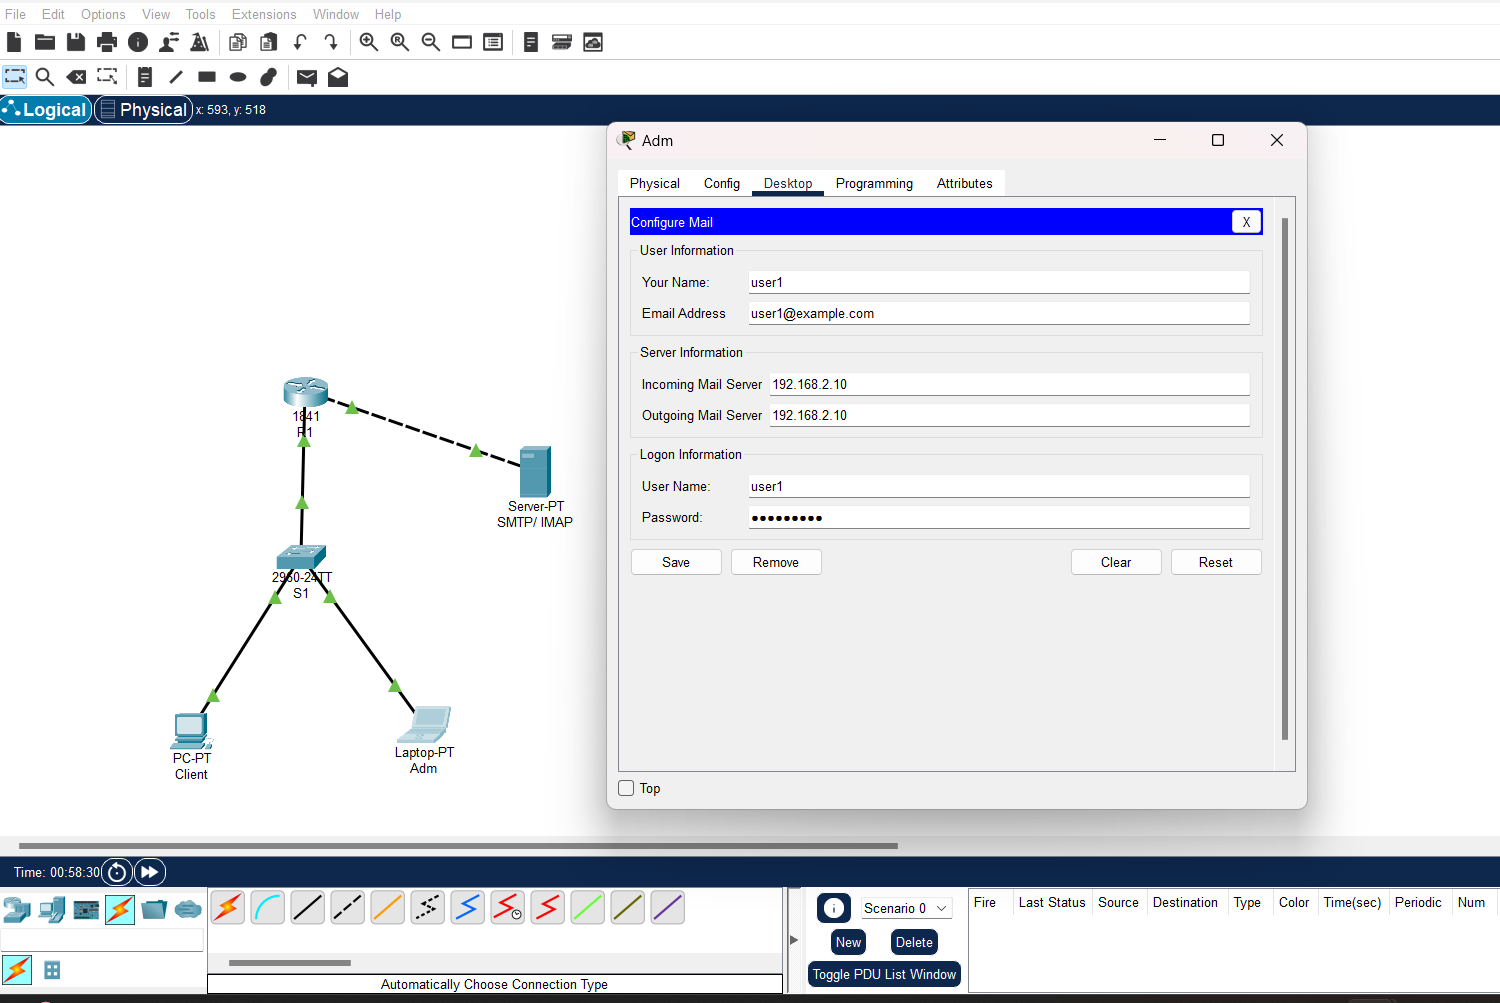 File Edit Options View Tools Extensions Window Help
Logical Physical x: 593, y: 518
Adm
Physical Config Desktop Programming Attributes
Configure Mail X
User Information
Your Name: user1
Email Address user1@example.com
Server Information
Incoming Mail Server 192.168.2.10
Outgoing Mail Server 192.168.2.10
Logon Information
User Name: user1
Password: •••••••••
Save Remove Clear Reset
Top
1841
R1
Server-PT
SMTP/ IMAP
2960-24TT
S1
PC-PT
Client
Laptop-PT
Adm
Time: 00:58:30
Automatically Choose Connection Type
Scenario 0
New Delete
Toggle PDU List Window
Fire Last Status Source Destination Type Color Time(sec) Periodic Num